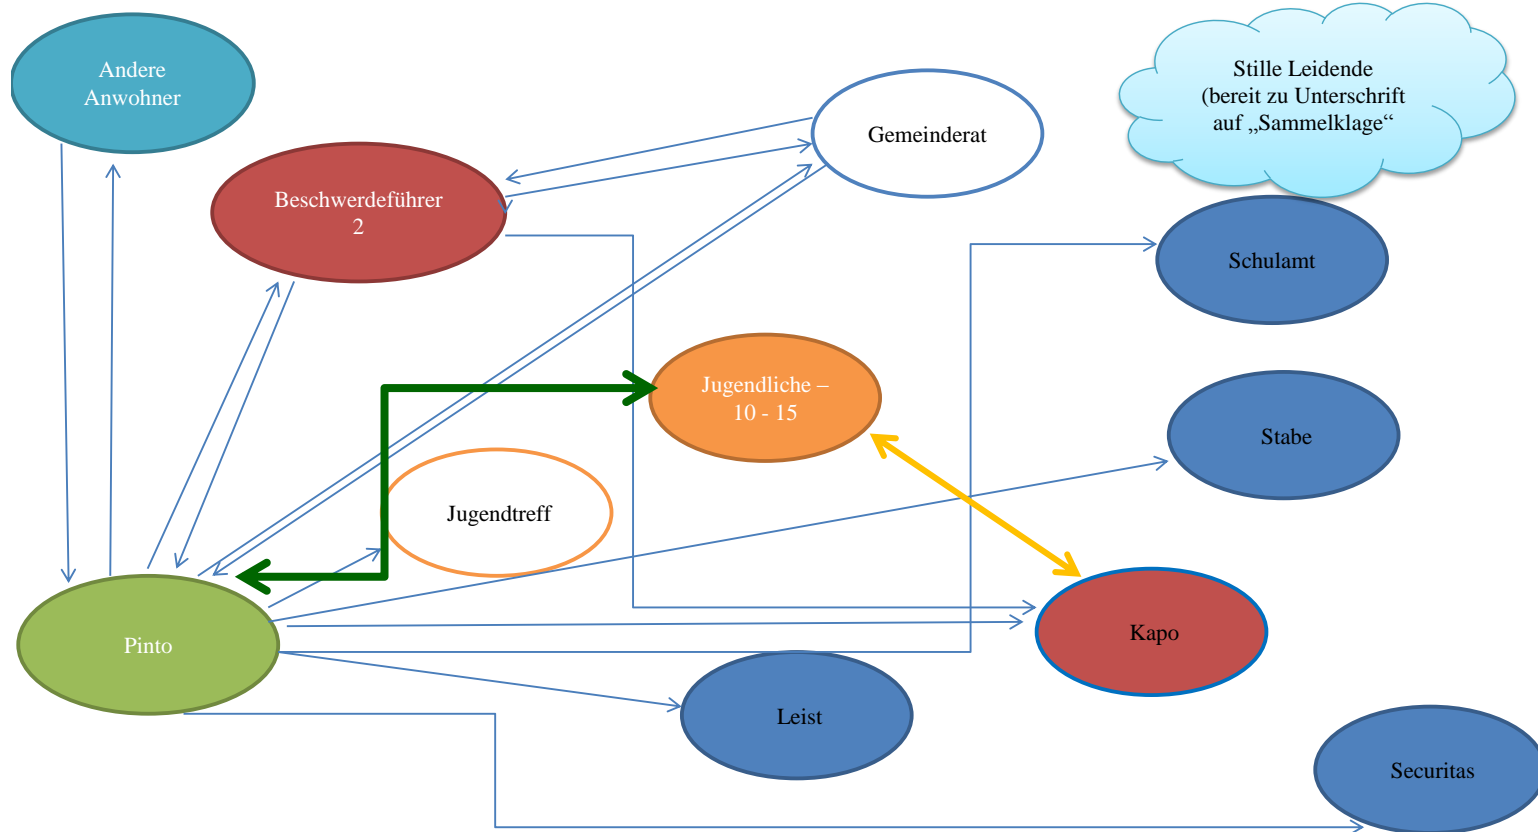 Andere
Anwohner
Stille Leidende
(bereit zu Unterschrift
auf „Sammelklage“
Gemeinderat
Beschwerdeführer
2
Schulamt
Jugendliche –
10 - 15
Stabe
Jugendtreff
Pinto
Kapo
Leist
Securitas